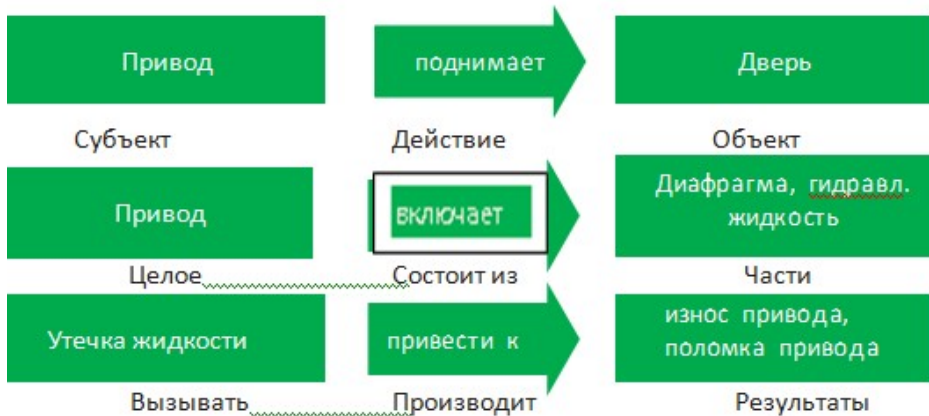 Привод поднимает Дверь
Субъект Действие Объект
Привод включает Диафрагма, гидравл.
жидкость
Целое Состоит из Части
Утечка жидкости привести к износ привода,
поломка привода
Вызывать Производит Результаты